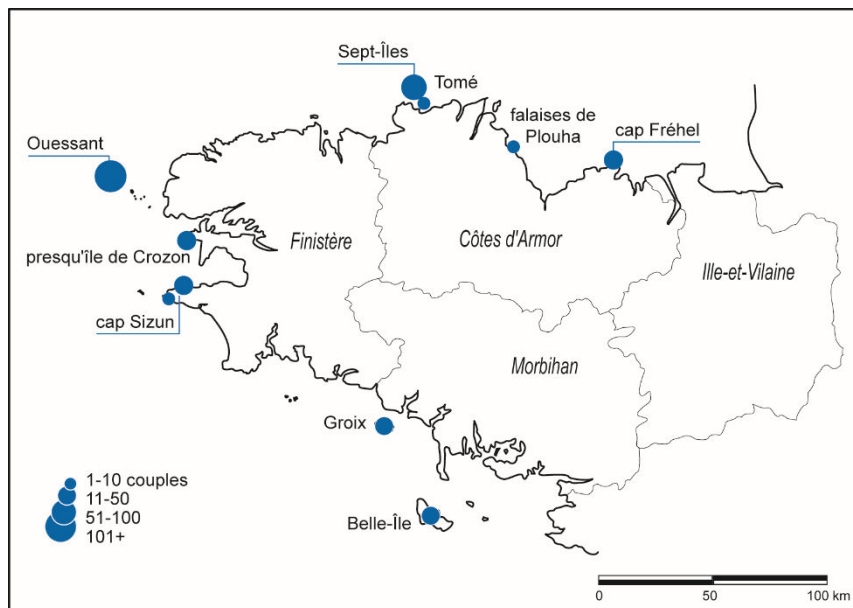 Sept-Îles
Tomé
falaises de
Plouha
cap Fréhel
Ouessant
Finistère
Côtes d'Armor
presqu'île de Crozon
Ille-et-Vilaine
cap Sizun
Morbihan
Groix
Belle-Île
1-10 couples
11-50
51-100
101+
0 50 100 km